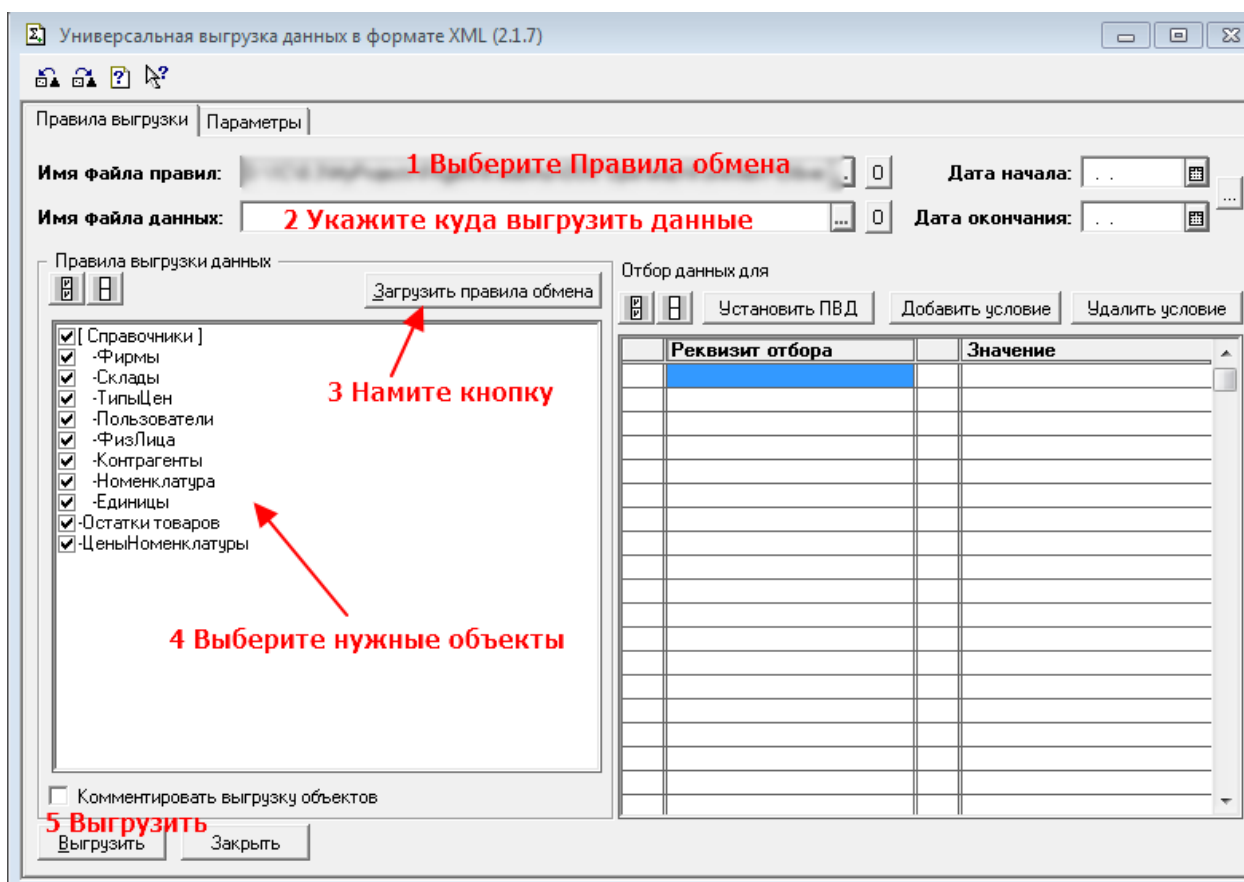 Универсальная выгрузка данных в формате XML (2.1.7)
Правила выгрузки Параметры
Имя файла правил: 1 Выберите Правила обмена . О Дата начала: . .
Имя файла данных: 2 Укажите куда выгрузить данные ... О Дата окончания: . . ...
Правила выгрузки данных
Отбор данных для
Загрузить правила обмена
Установить ПВД Добавить условие Удалить условие
[ Справочники ]
-Фирмы
-Склады
-ТипыЦен
-Пользователи
-ФизЛица
-Контрагенты
-Номенклатура
-Единицы
-Остатки товаров
-ЦеныНоменклатуры
3 Намите кнопку
4 Выберите нужные объекты
Реквизит отбора Значение
Комментировать выгрузку объектов
5 Выгрузить
Выгрузить Закрыть